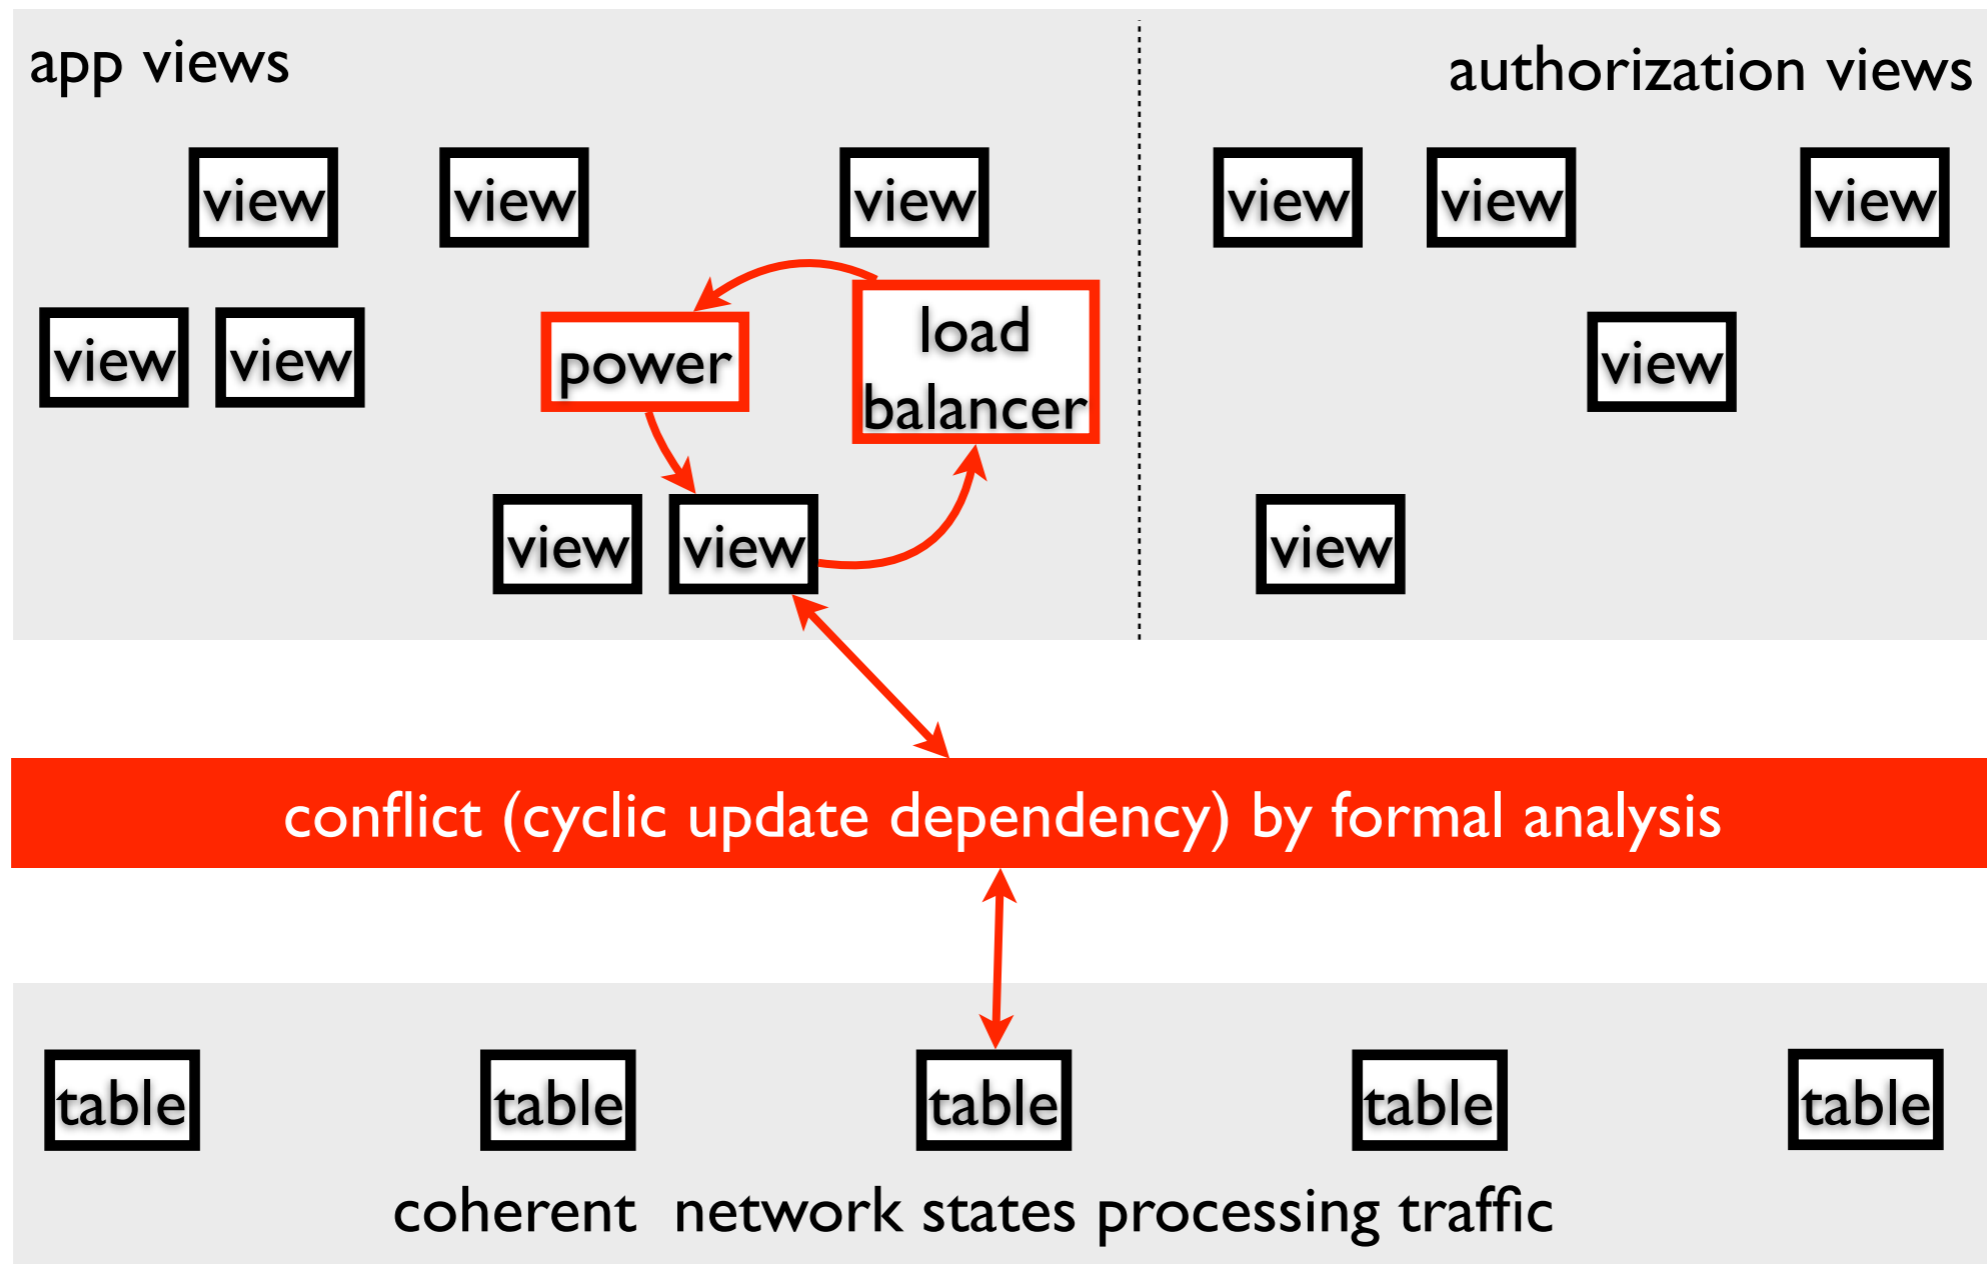 app views
authorization views
view
view
view
view
view
view
view
view
power
load
balancer
view
view
view
view
conflict (cyclic update dependency) by formal analysis
table
table
table
table
table
coherent network states processing traffic